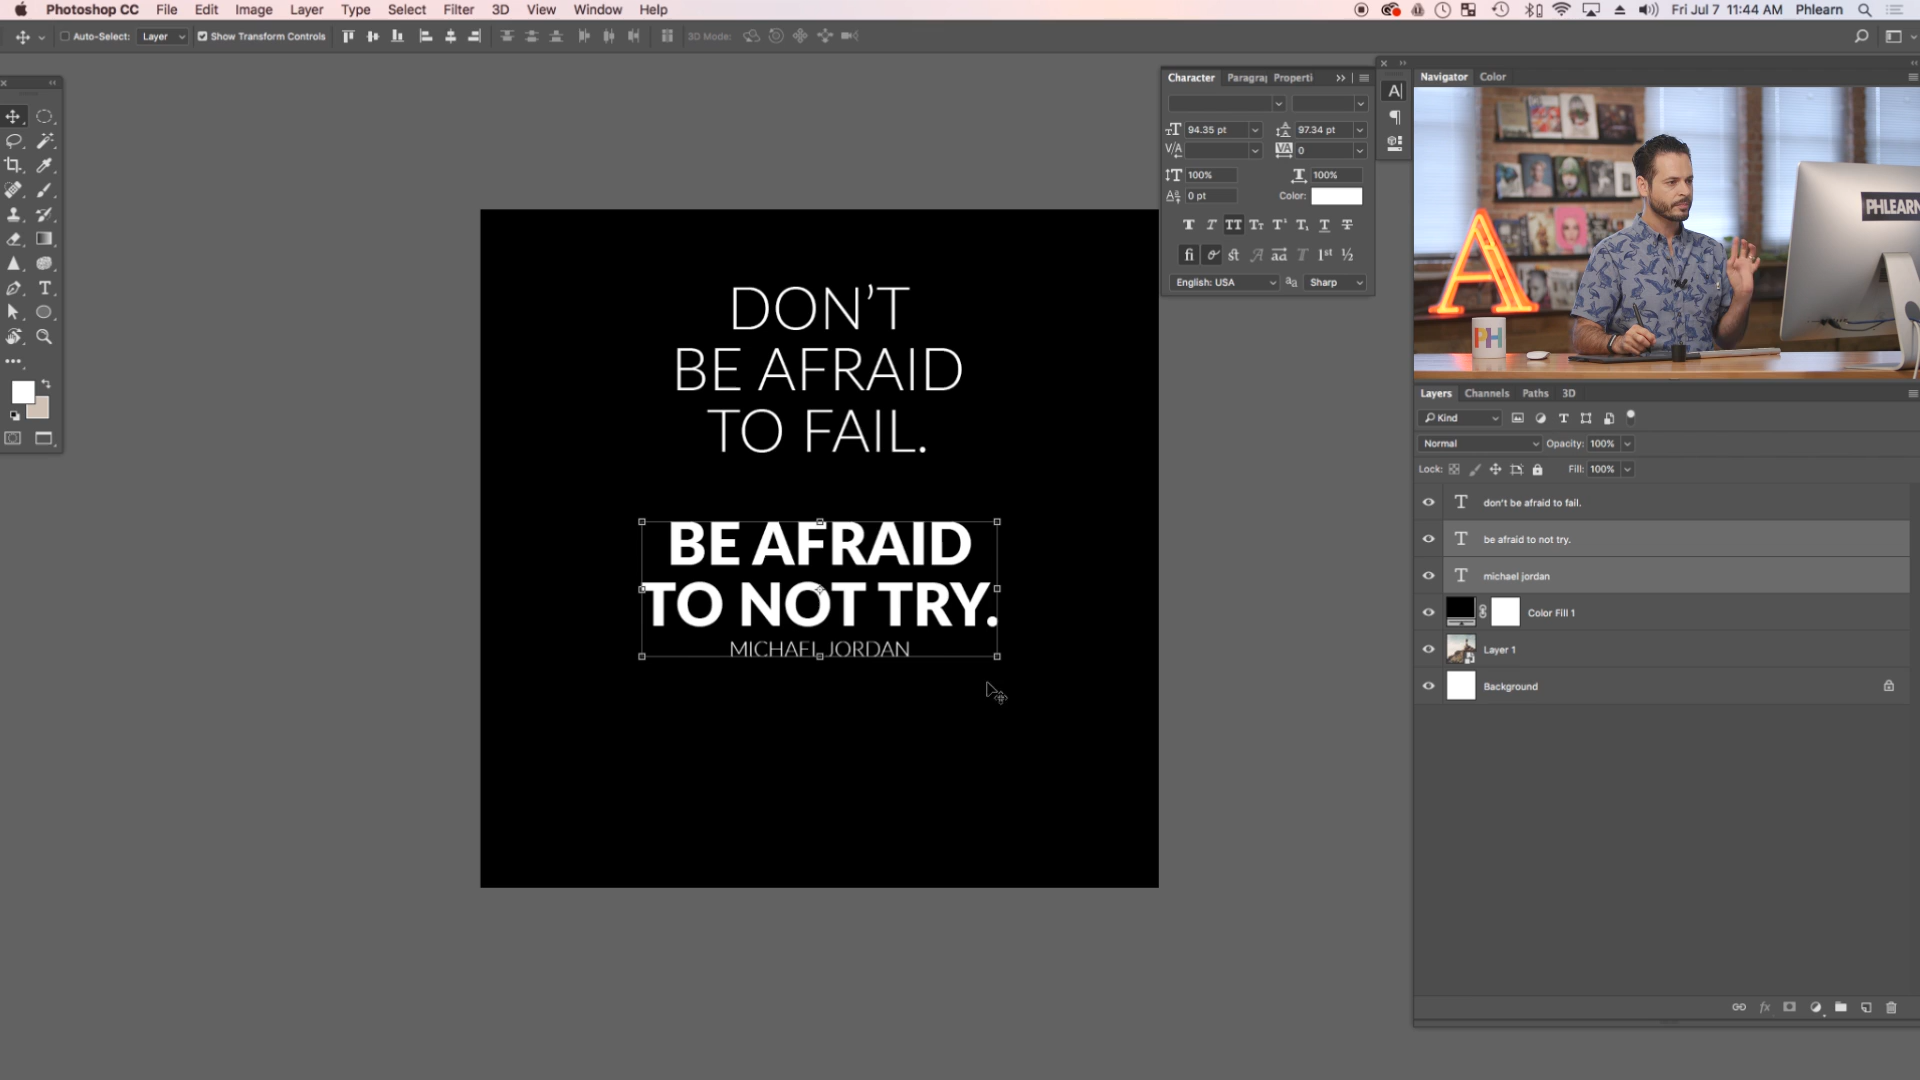 Photoshop CC File Edit Image Layer Type Select Filter 3D View Window Help
Fri Jul 7 11:44 AM Phlearn
Auto-Select: Layer Show Transform Controls 3D Mode:
Character Paragra Properti
94.35 pt 97.34 pt
0
100% 100%
0 pt Color:
English: USA Sharp
Navigator Color
PHLEARN
PH
DON'T
BE AFRAID
TO FAIL.
BE AFRAID
TO NOT TRY.
MICHAEL JORDAN
Layers Channels Paths 3D
Kind
Normal Opacity: 100%
Lock: Fill: 100%
don't be afraid to fail.
be afraid to not try.
michael jordan
Color Fill 1
Layer 1
Background